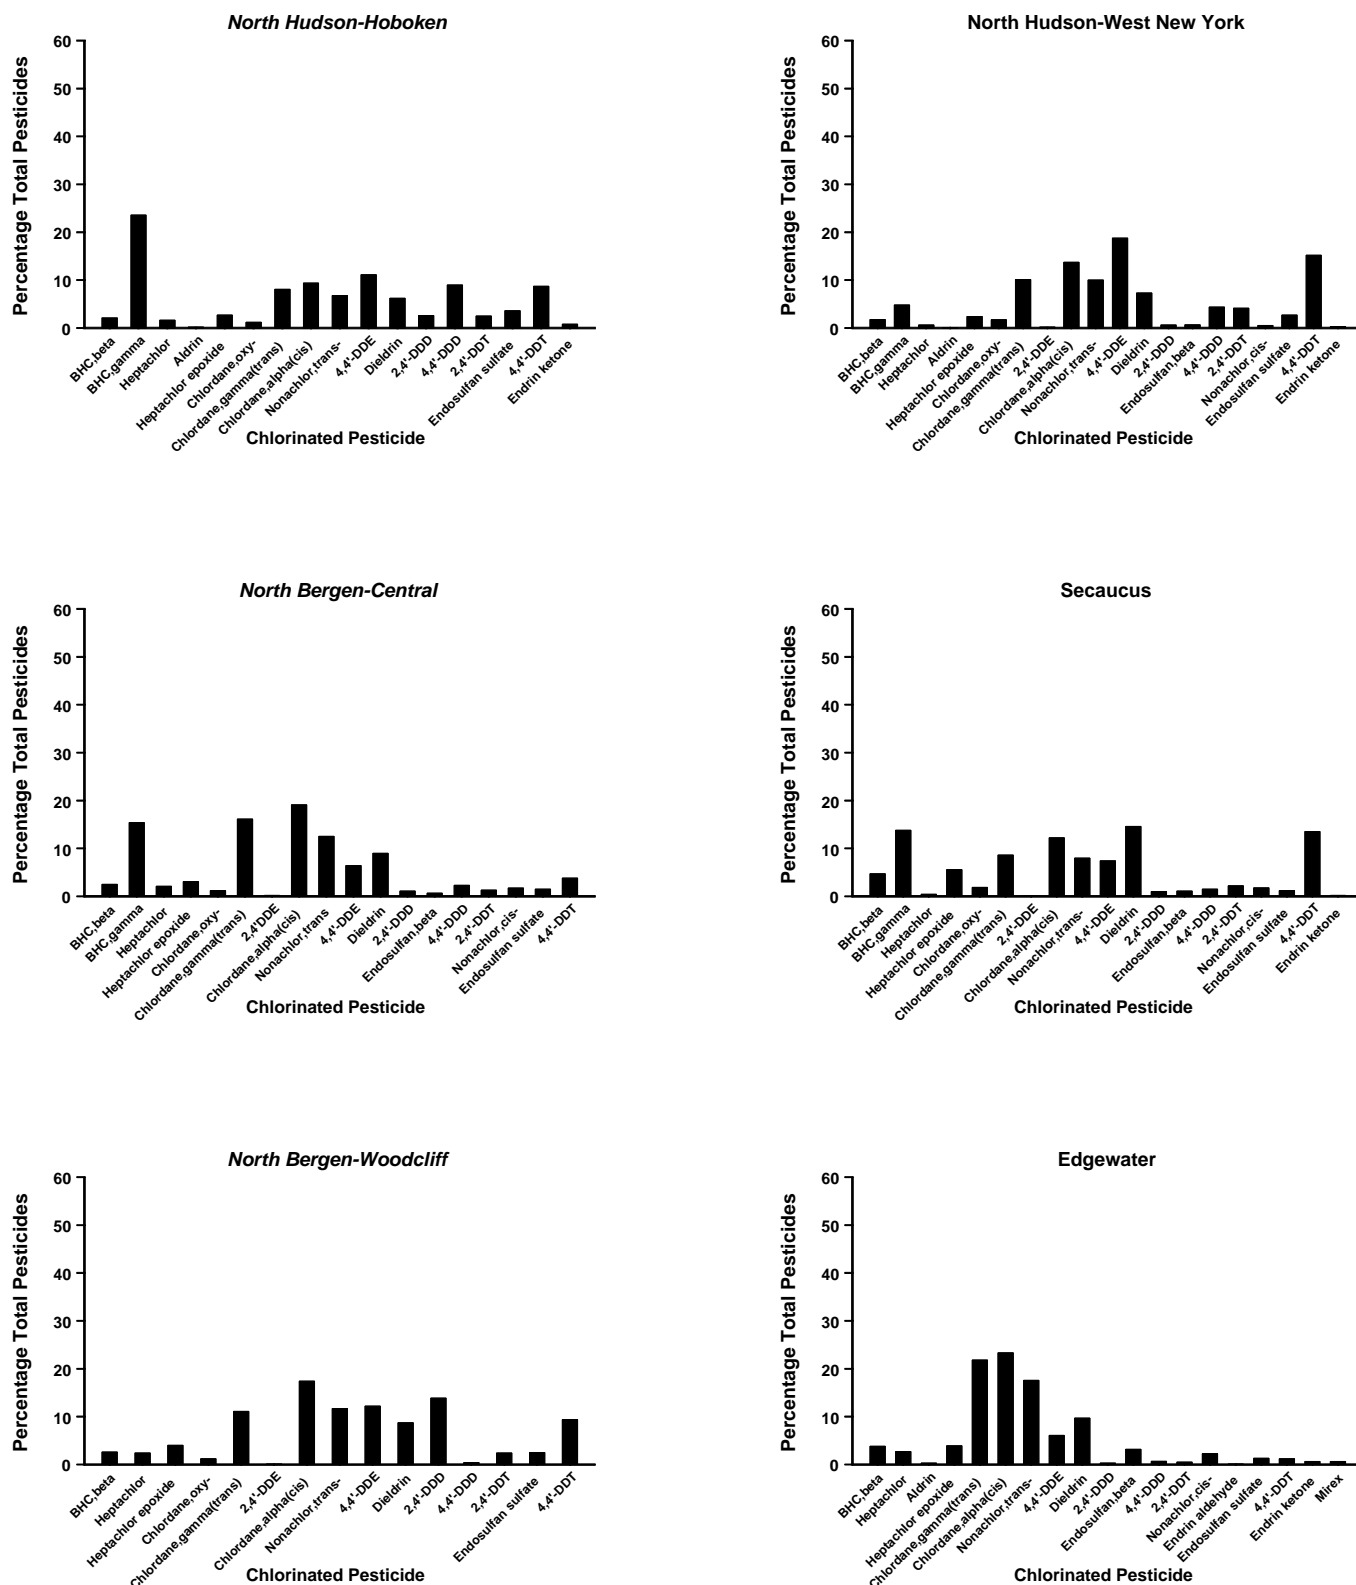 North Hudson-Hoboken
Percentage Total Pesticides
60
50
40
30
20
10
0
BHC,beta
BHC,gamma
Heptachlor
Aldrin
Heptachlor epoxide
Chlordane,oxy-
Chlordane,gamma(trans)
Chlordane,alpha(cis)
Nonachlor,trans-
4,4'-DDE
Dieldrin
2,4'-DDD
4,4'-DDD
2,4'-DDT
Endosulfan sulfate
4,4'-DDT
Endrin ketone
Chlorinated Pesticide
North Hudson-West New York
Percentage Total Pesticides
60
50
40
30
20
10
0
BHC,beta
BHC,gamma
Heptachlor
Aldrin
Heptachlor epoxide
Chlordane,oxy-
Chlordane,gamma(trans)
2,4'-DDE
Chlordane,alpha(cis)
Nonachlor,trans-
4,4'-DDE
Dieldrin
2,4'-DDD
Endosulfan,beta
4,4'-DDD
2,4'-DDT
Nonachlor,cis-
Endosulfan sulfate
4,4'-DDT
Endrin ketone
Chlorinated Pesticide
North Bergen-Central
Percentage Total Pesticides
60
50
40
30
20
10
0
BHC,beta
BHC,gamma
Heptachlor
Heptachlor epoxide
Chlordane,oxy-
Chlordane,gamma(trans)
2,4'DDE
Chlordane,alpha(cis)
Nonachlor,trans
4,4'-DDE
Dieldrin
2,4'-DDD
Endosulfan,beta
4,4'-DDD
2,4'-DDT
Nonachlor,cis-
Endosulfan sulfate
4,4'-DDT
Chlorinated Pesticide
Secaucus
Percentage Total Pesticides
60
50
40
30
20
10
0
BHC,beta
BHC,gamma
Heptachlor
Heptachlor epoxide
Chlordane,oxy-
Chlordane,gamma(trans)
2,4'-DDE
Chlordane,alpha(cis)
Nonachlor,trans-
4,4'-DDE
Dieldrin
2,4'-DDD
Endosulfan,beta
4,4'-DDD
2,4'-DDT
Nonachlor,cis-
Endosulfan sulfate
4,4'-DDT
Endrin ketone
Chlorinated Pesticide
North Bergen-Woodcliff
Percentage Total Pesticides
60
50
40
30
20
10
0
BHC,beta
Heptachlor
Heptachlor epoxide
Chlordane,oxy-
Chlordane,gamma(trans)
2,4'-DDE
Chlordane,alpha(cis)
Nonachlor,trans-
4,4'-DDE
Dieldrin
2,4'-DDD
4,4'-DDD
2,4'-DDT
Endosulfan sulfate
4,4'-DDT
Chlorinated Pesticide
Edgewater
Percentage Total Pesticides
60
50
40
30
20
10
0
BHC,beta
Heptachlor
Aldrin
Heptachlor epoxide
Chlordane,gamma(trans)
Chlordane,alpha(cis)
Nonachlor,trans-
4,4'-DDE
Dieldrin
2,4'-DDD
Endosulfan,beta
4,4'-DDD
2,4'-DDT
Nonachlor,cis-
Endrin aldehyde
Endosulfan sulfate
4,4'-DDT
Endrin ketone
Mirex
Chlorinated Pesticide